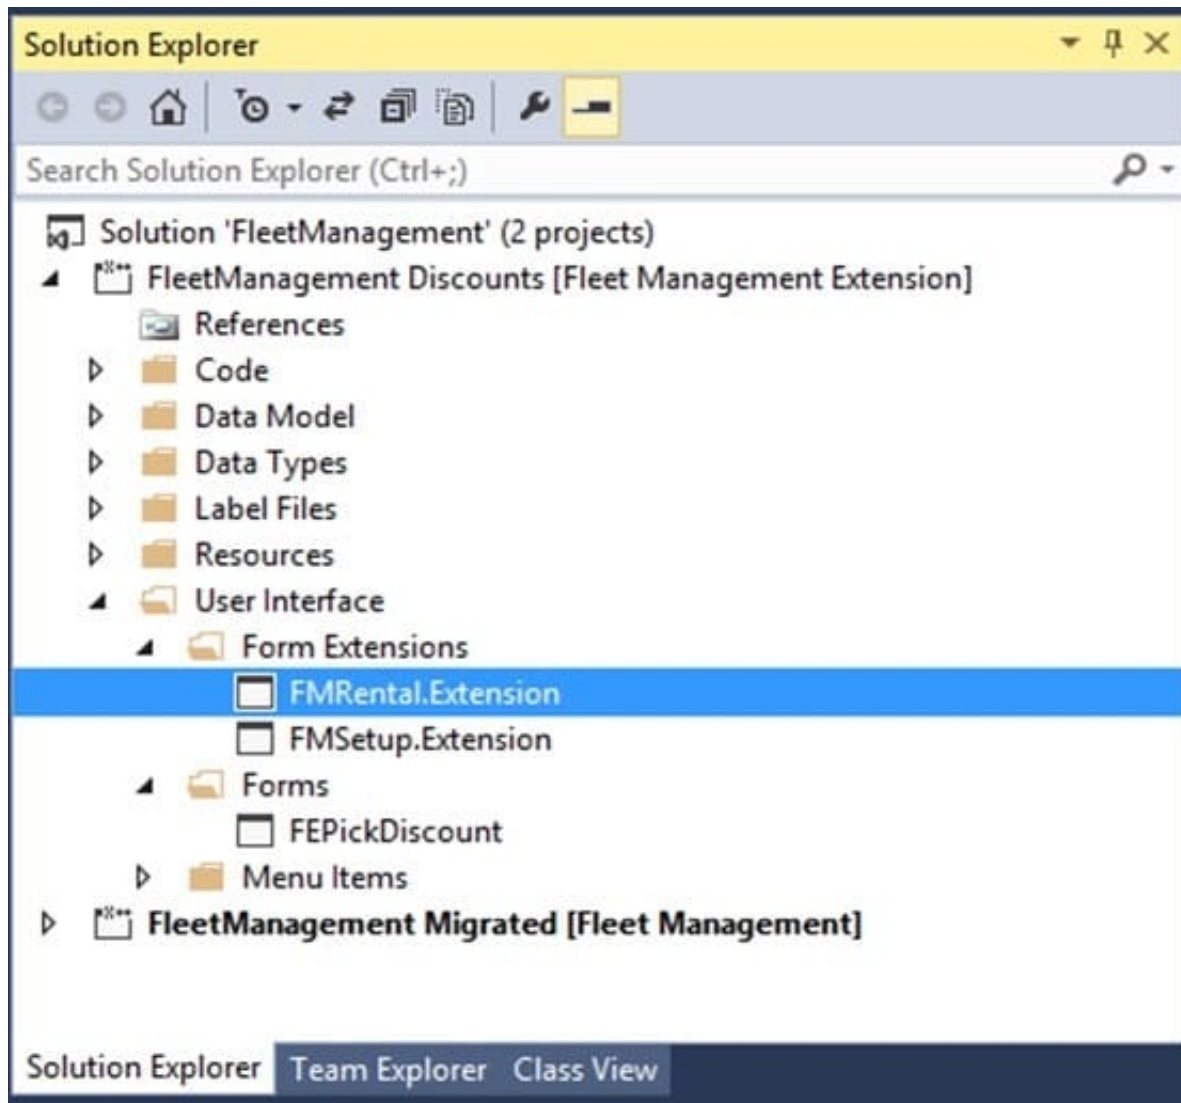 Solution Explorer
Search Solution Explorer (Ctrl+;)
Solution 'FleetManagement' (2 projects)
FleetManagement Discounts [Fleet Management Extension]
References
Code
Data Model
Data Types
Label Files
Resources
User Interface
Form Extensions
FMRental.Extension
FMSetup.Extension
Forms
FEPickDiscount
Menu Items
FleetManagement Migrated [Fleet Management]
Solution Explorer Team Explorer Class View